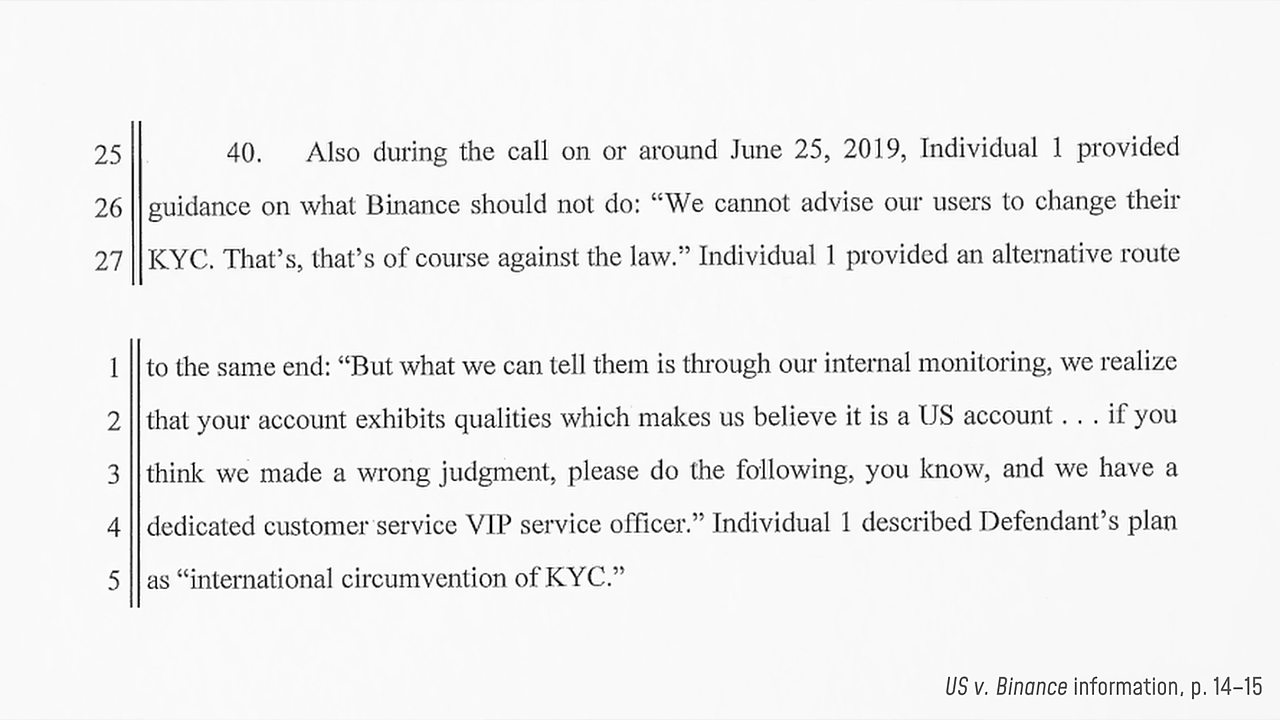 25 40. Also during the call on or around June 25, 2019, Individual 1 provided
26 guidance on what Binance should not do: “We cannot advise our users to change their
27 KYC. That’s, that’s of course against the law.” Individual 1 provided an alternative route
1 to the same end: “But what we can tell them is through our internal monitoring, we realize
2 that your account exhibits qualities which makes us believe it is a US account . . . if you
3 think we made a wrong judgment, please do the following, you know, and we have a
4 dedicated customer service VIP service officer.” Individual 1 described Defendant’s plan
5 as “international circumvention of KYC.”
US v. Binance information, p. 14–15